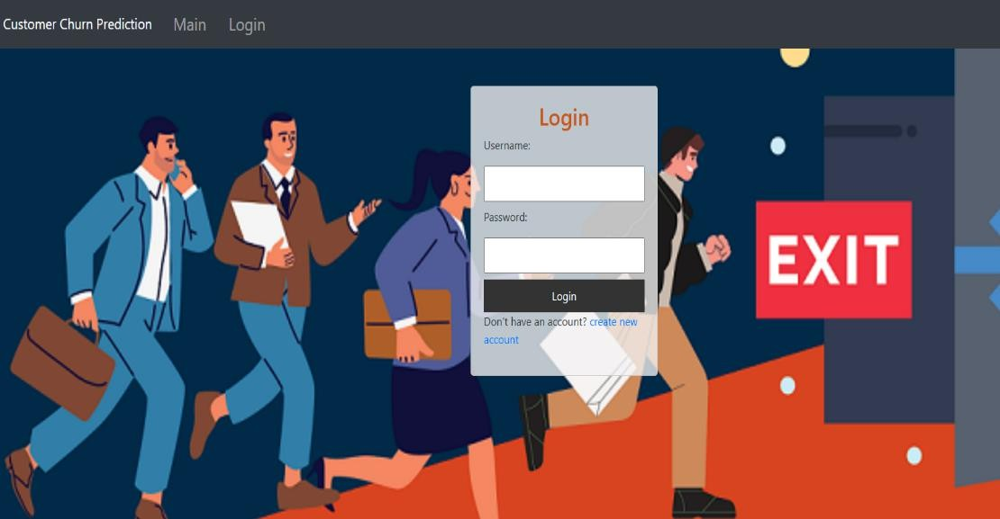 Customer Churn Prediction Main Login
Login
Username:
Password:
Login
Don't have an account? create new
account
EXIT